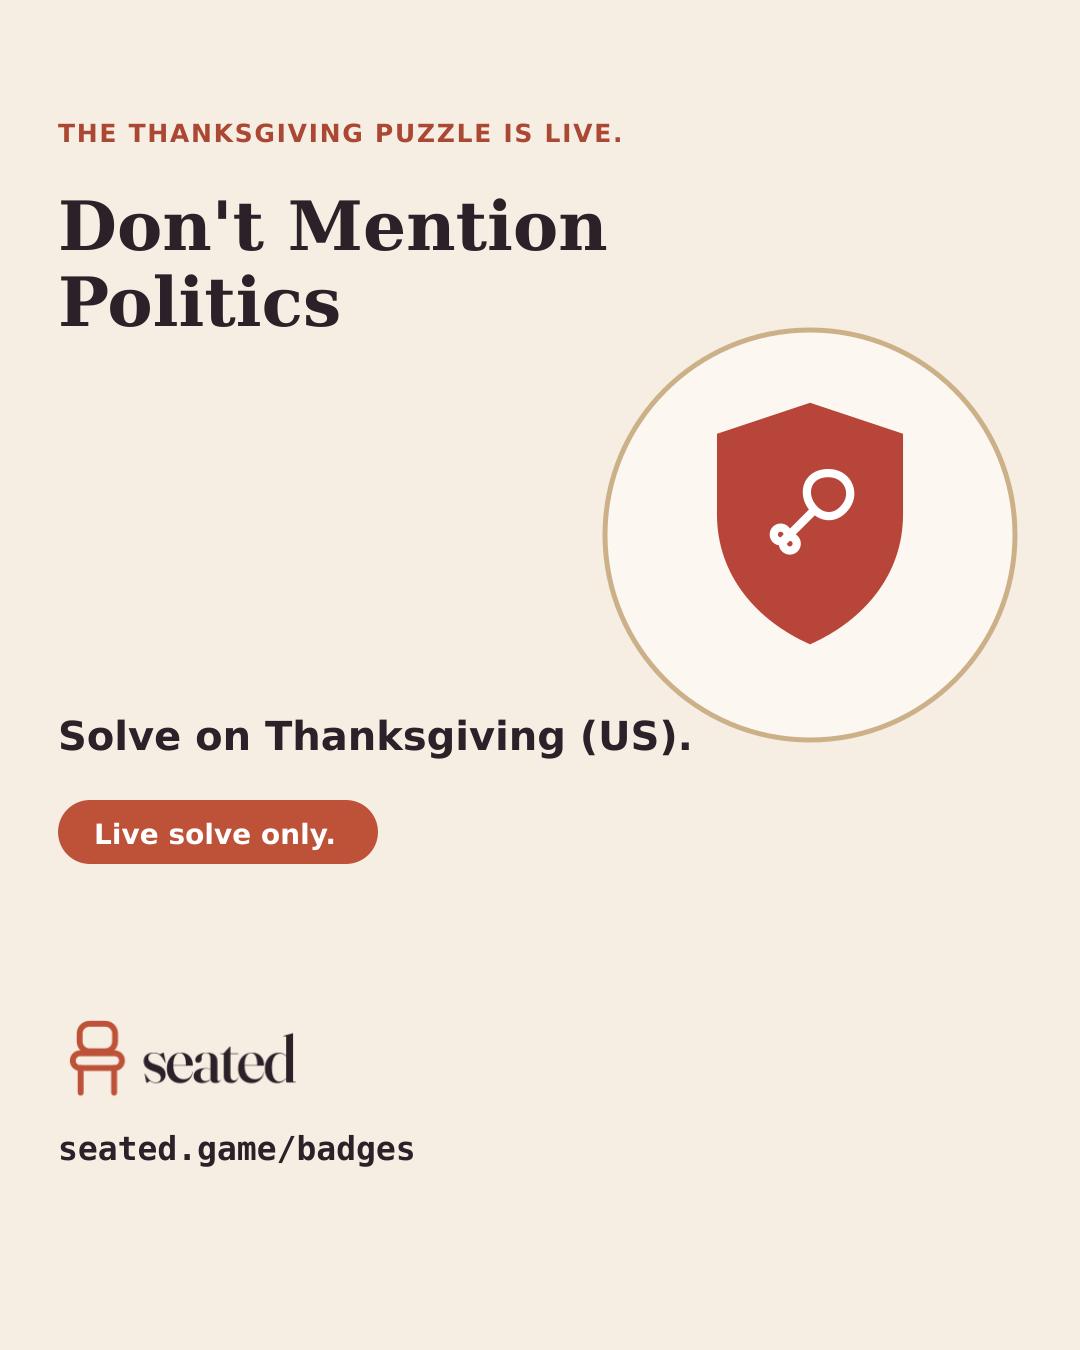 THE THANKSGIVING PUZZLE IS LIVE.
Don't Mention
Politics
Solve on Thanksgiving (US).
Live solve only.
seated
seated.game/badges